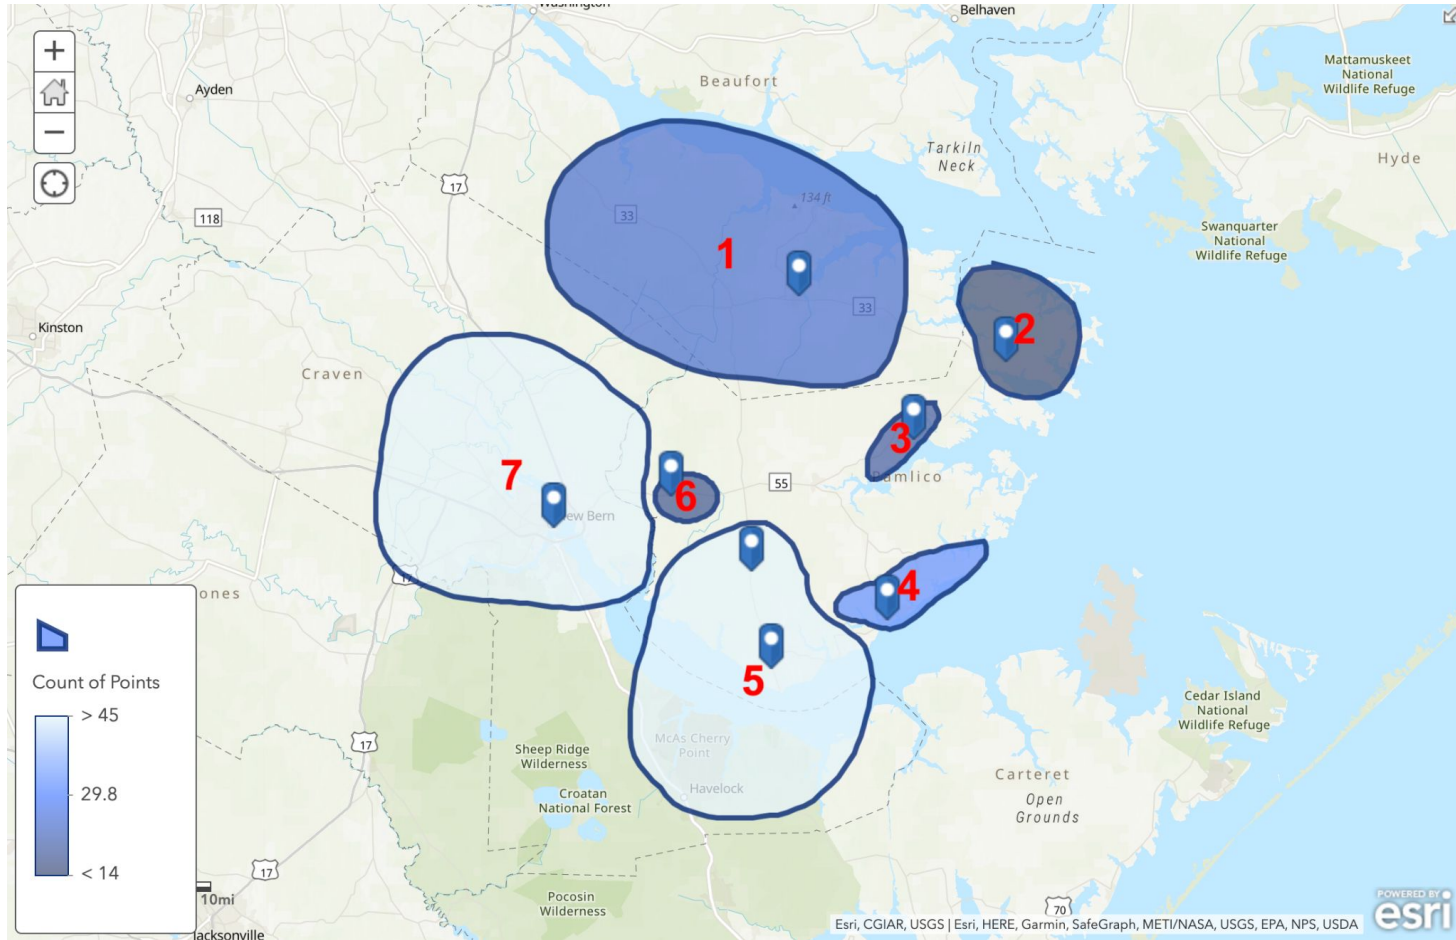 Washington
Belhaven
+
−
Ayden
Beaufort
Mattamuskeet
National
Wildlife Refuge
Tarkiln
Neck
Hyde
17
118
33
134 ft
1
33
Swanquarter
National
Wildlife Refuge
2
Kinston
Craven
3
Pamlico
7
6
55
New Bern
17
4
5
Jones
Count of Points
> 45
29.8
< 14
McAs Cherry
Point
Havelock
17
Sheep Ridge
Wilderness
Croatan
National Forest
Cedar Island
National
Wildlife Refuge
Carteret
Open
Grounds
17
10mi
Pocosin
Wilderness
70
Jacksonville
POWERED BY
esri
Esri, CGIAR, USGS | Esri, HERE, Garmin, SafeGraph, METI/NASA, USGS, EPA, NPS, USDA